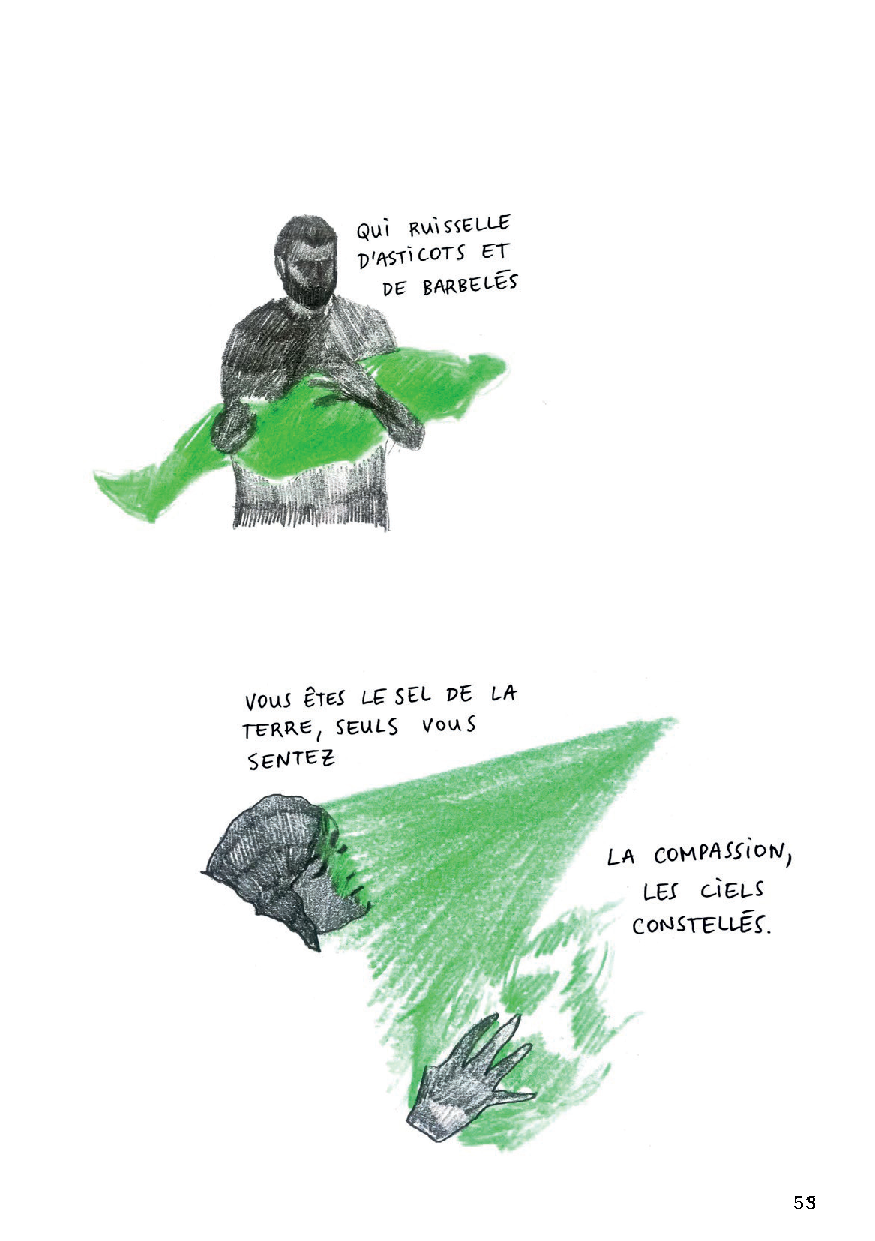 QUI RUISSELLE
D'ASTICOTS ET
DE BARBELÉS
VOUS ÊTES LE SEL DE LA
TERRE, SEULS VOUS
SENTEZ
LA COMPASSION,
LES CIELS
CONSTELLÉS.